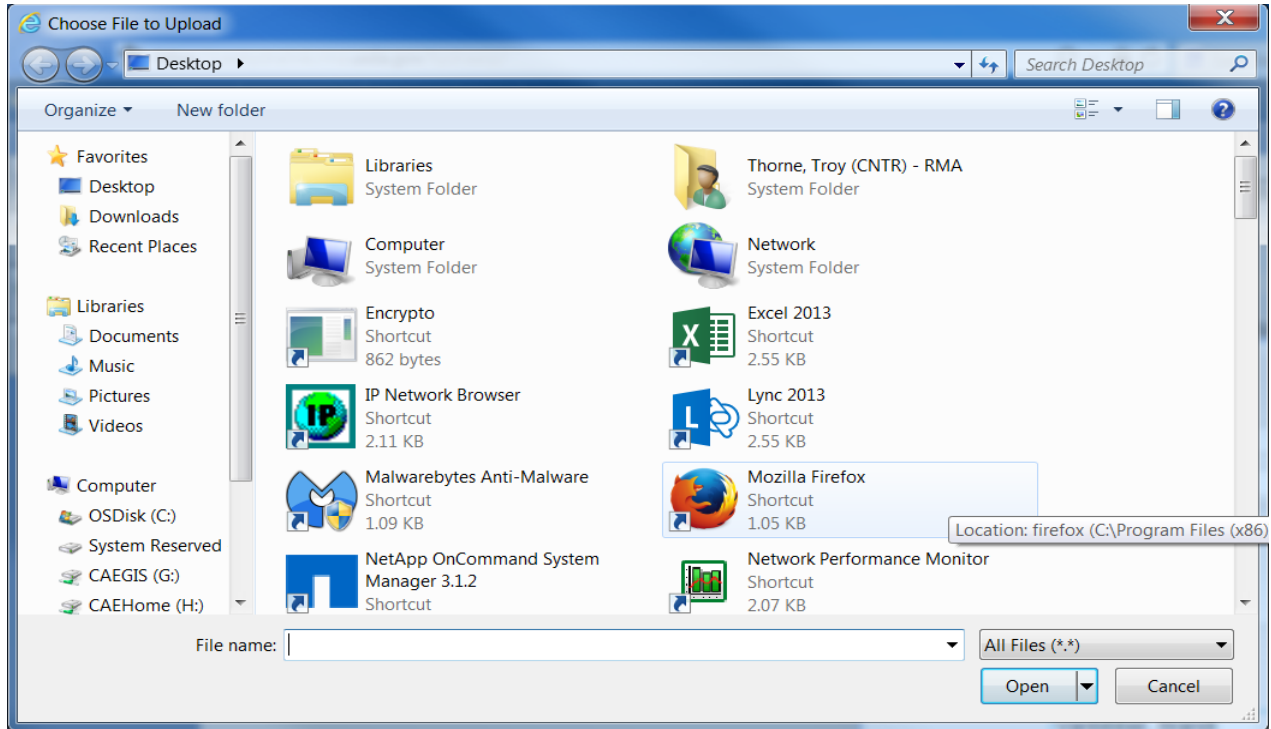 Choose File to Upload
X
Desktop
Search Desktop
Organize
New folder
?
Favorites
Desktop
Downloads
Recent Places
Libraries
Documents
Music
Pictures
Videos
Computer
OSDisk (C:)
System Reserved
CAEGIS (G:)
CAEHome (H:)
Libraries
System Folder
Thorne, Troy (CNTR) - RMA
System Folder
Computer
System Folder
Network
System Folder
Encrypto
Shortcut
862 bytes
X
Excel 2013
Shortcut
2.55 KB
IP
IP Network Browser
Shortcut
2.11 KB
L
Lync 2013
Shortcut
2.55 KB
Malwarebytes Anti-Malware
Shortcut
1.09 KB
Mozilla Firefox
Shortcut
1.05 KB
Location: firefox (C:\Program Files (x86)
NetApp OnCommand System
Manager 3.1.2
Shortcut
Network Performance Monitor
Shortcut
2.07 KB
File name:
All Files (*.*)
Open
Cancel